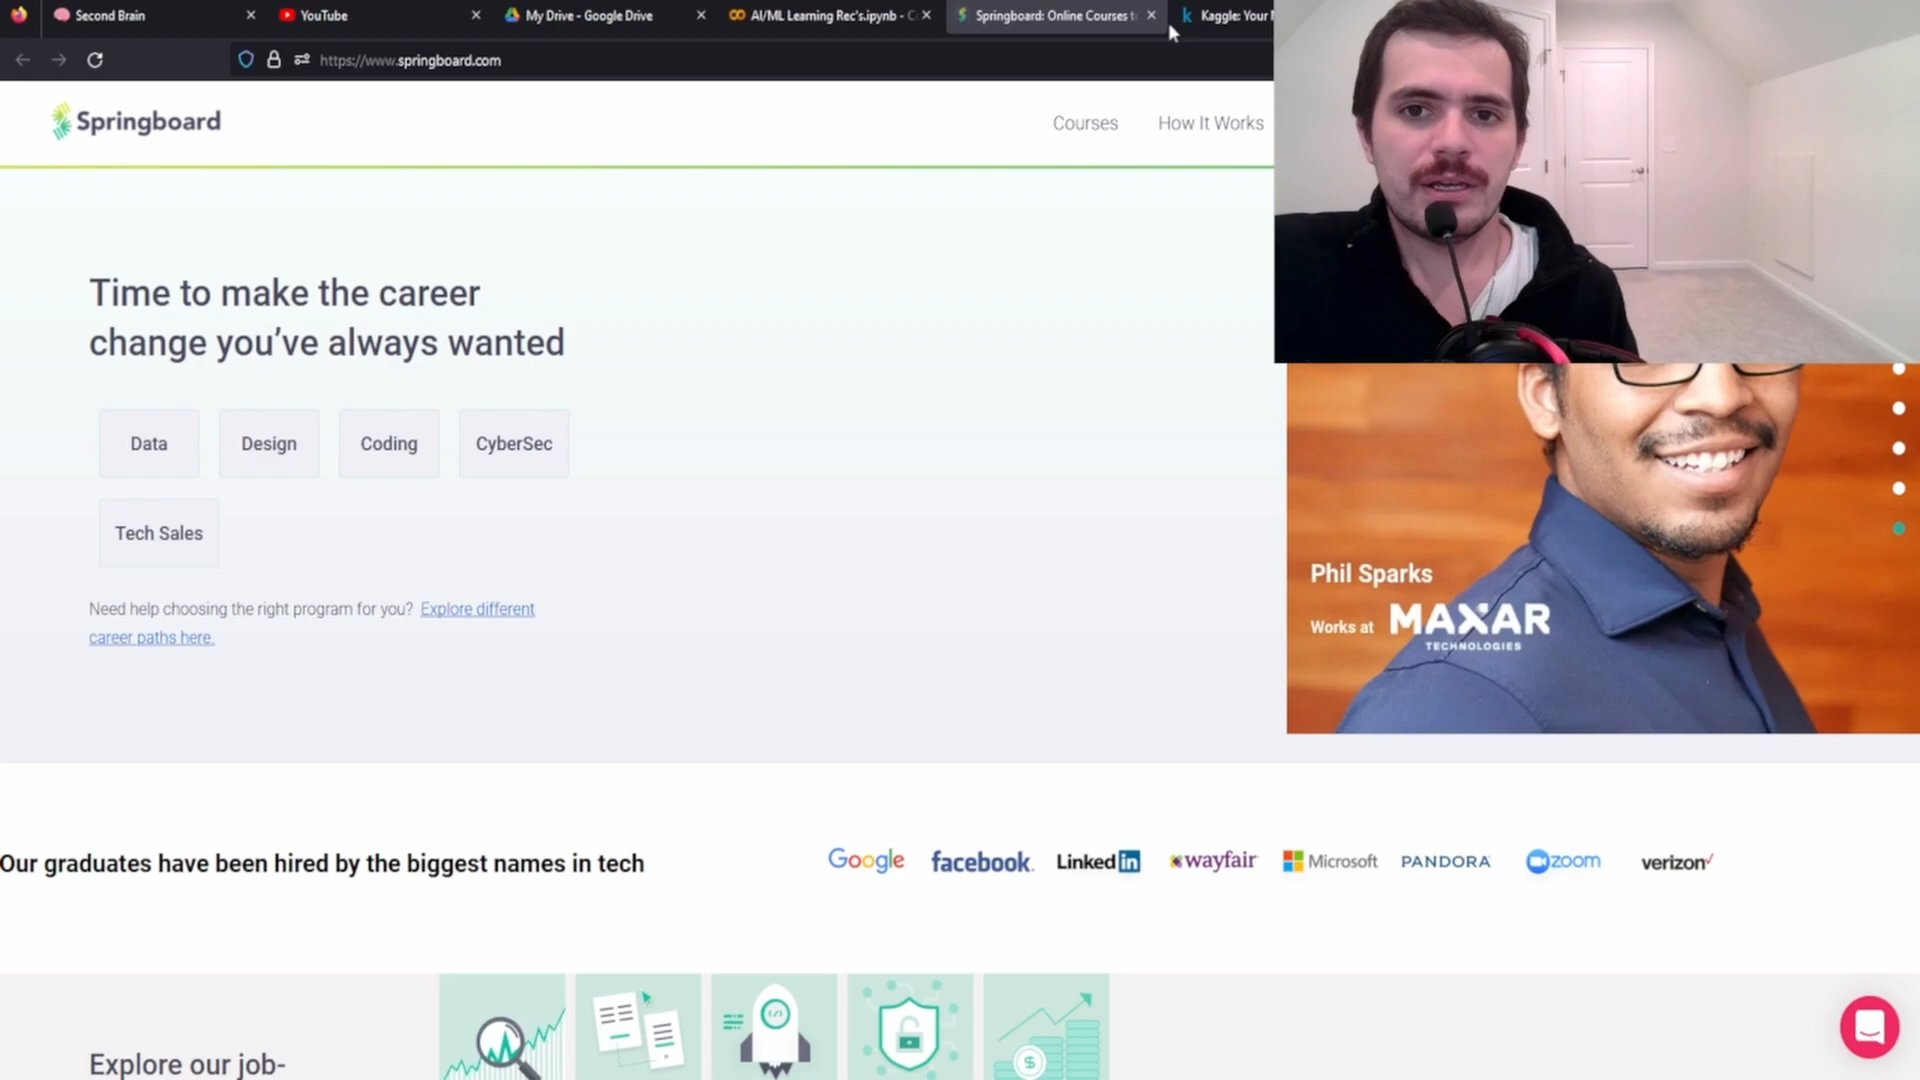 Second Brain
YouTube
My Drive - Google Drive
AI/ML Learning Rec's.ipynb - C
Springboard: Online Courses t
Kaggle: Your
https://www.springboard.com
Springboard
Courses
How It Works
Time to make the career
change you’ve always wanted
Data
Design
Coding
CyberSec
Tech Sales
Need help choosing the right program for you? Explore different
career paths here.
Phil Sparks
Works at MAXAR
TECHNOLOGIES
Our graduates have been hired by the biggest names in tech
Google
facebook.
Linked in
wayfair
Microsoft
PANDORA
zoom
verizon
Explore our job-